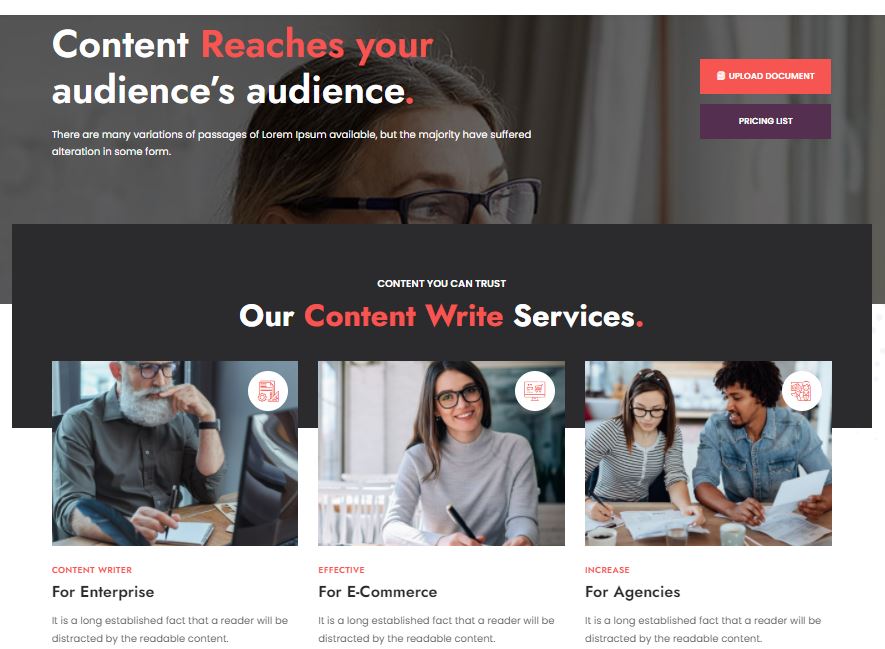 Content Reaches your
audience's audience.
There are many variations of passages of Lorem Ipsum available, but the majority have suffered
alteration in some form.
UPLOAD DOCUMENT
PRICING LIST
CONTENT YOU CAN TRUST
Our Content Write Services.
CONTENT WRITER
For Enterprise
It is a long established fact that a reader will be
distracted by the readable content.
EFFECTIVE
For E-Commerce
It is a long established fact that a reader will be
distracted by the readable content.
INCREASE
For Agencies
It is a long established fact that a reader will be
distracted by the readable content.